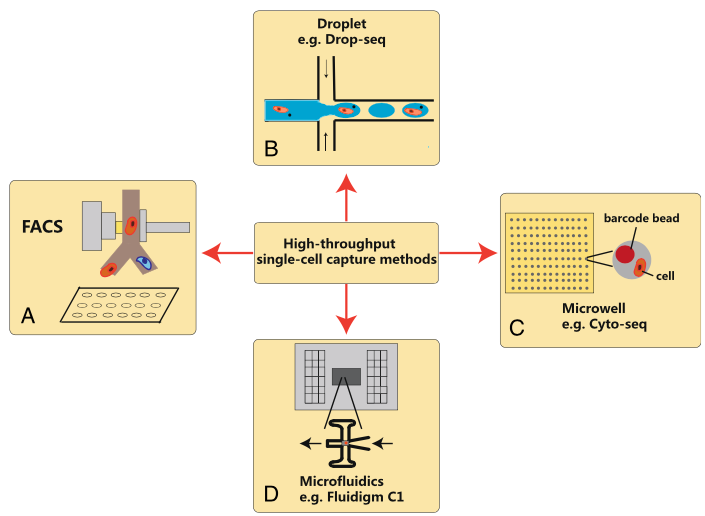 Droplet
e.g. Drop-seq
B
FACS
A
High-throughput
single-cell capture methods
barcode bead
cell
Microwell
e.g. Cyto-seq
C
Microfluidics
e.g. Fluidigm C1
D